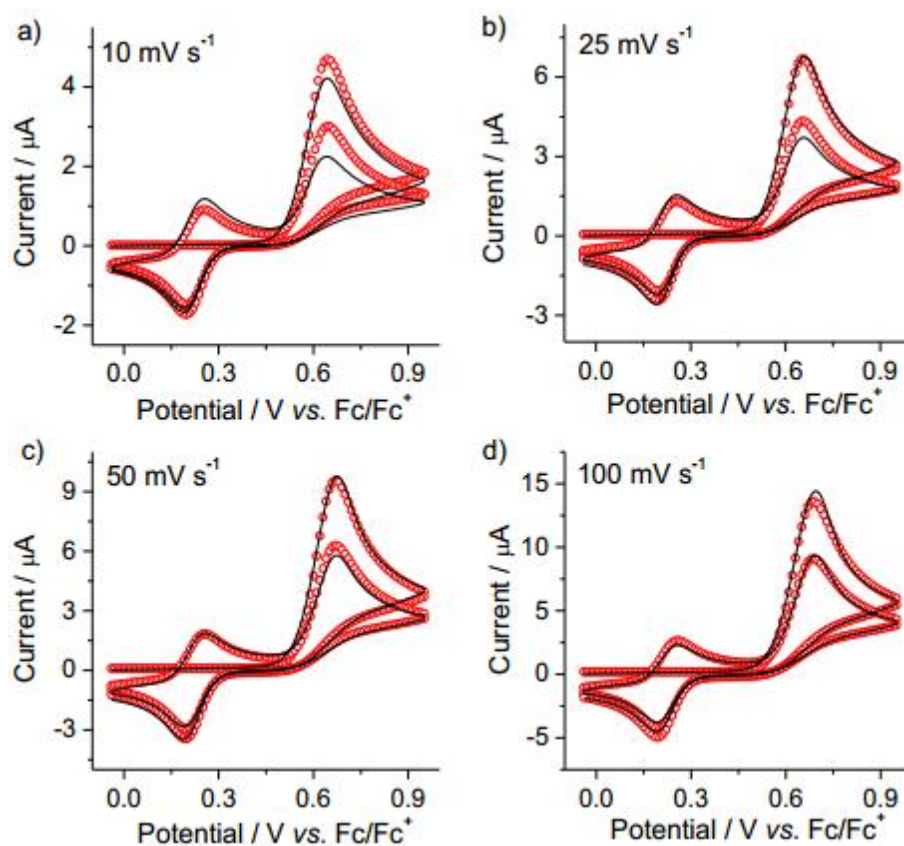 a)
10 mV s⁻¹
Current / μA
4
2
0
-2
0.0 0.3 0.6 0.9
Potential / V vs. Fc/Fc⁺
b)
25 mV s⁻¹
Current / μA
6
3
0
-3
0.0 0.3 0.6 0.9
Potential / V vs. Fc/Fc⁺
c)
50 mV s⁻¹
Current / μA
9
6
3
0
-3
0.0 0.3 0.6 0.9
Potential / V vs. Fc/Fc⁺
d)
100 mV s⁻¹
Current / μA
15
10
5
0
-5
0.0 0.3 0.6 0.9
Potential / V vs. Fc/Fc⁺